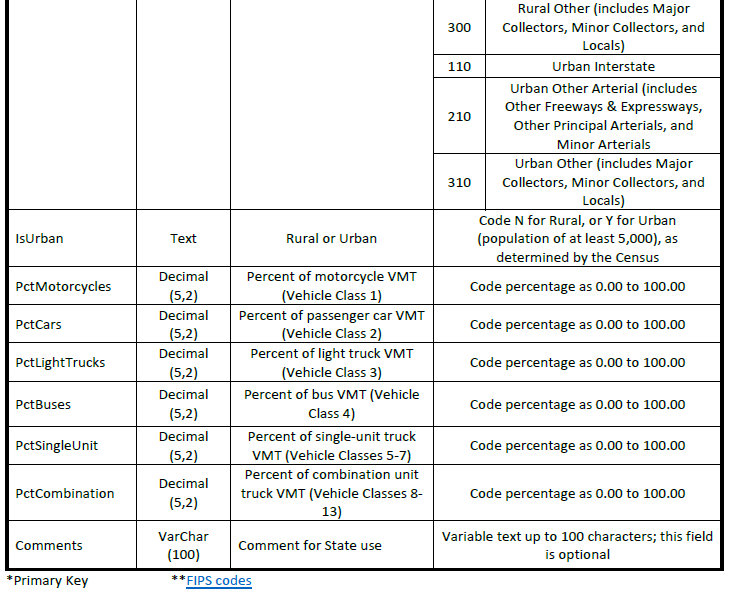 Rural Other (includes Major
300 Collectors, Minor Collectors, and
Locals)
110 Urban Interstate
Urban Other Arterial (includes
Other Freeways & Expressways,
210
Other Principal Arterials, and
Minor Arterials
Urban Other (includes Major
310 Collectors, Minor Collectors, and
Locals)
Code N for Rural, or Y for Urban
IsUrban Text Rural or Urban (population of at least 5,000), as
determined by the Census
PctMotorcycles Decimal (5,2) Percent of motorcycle VMT (Vehicle Class 1) Code percentage as 0.00 to 100.00
PctCars Decimal (5,2) Percent of passenger car VMT (Vehicle Class 2) Code percentage as 0.00 to 100.00
PctLightTrucks Decimal (5,2) Percent of light truck VMT (Vehicle Class 3) Code percentage as 0.00 to 100.00
PctBuses Decimal (5,2) Percent of bus VMT (Vehicle Class 4) Code percentage as 0.00 to 100.00
PctSingleUnit Decimal (5,2) Percent of single-unit truck VMT (Vehicle Classes 5-7) Code percentage as 0.00 to 100.00
PctCombination Decimal (5,2) Percent of combination unit truck VMT (Vehicle Classes 8-13) Code percentage as 0.00 to 100.00
Comments VarChar (100) Comment for State use Variable text up to 100 characters; this field is optional
*Primary Key **FIPS codes